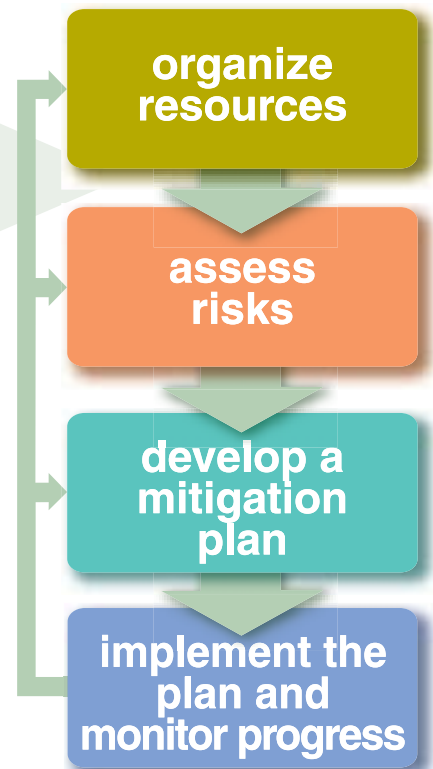 organize
resources
assess
risks
develop a
mitigation
plan
implement the
plan and
monitor progress